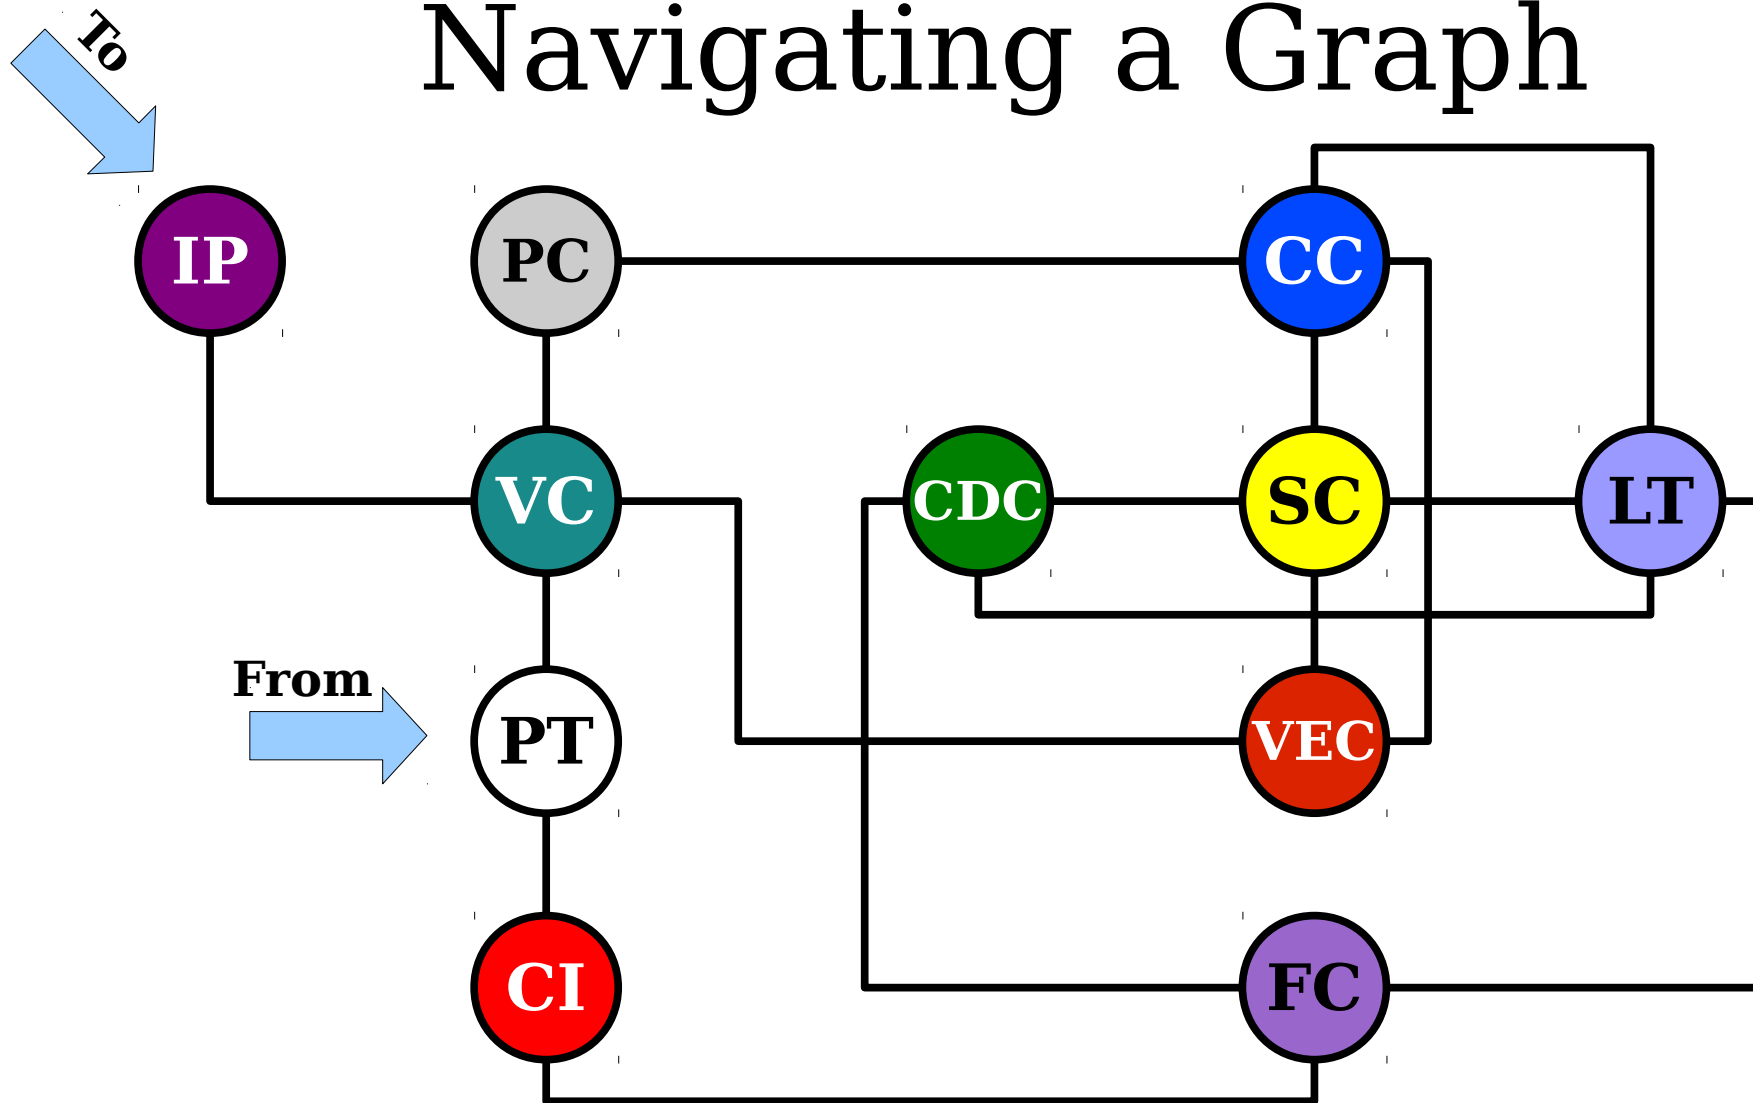 Navigating a Graph
To
IP
PC
CC
VC
CDC
SC
LT
From
PT
VEC
CI
FC